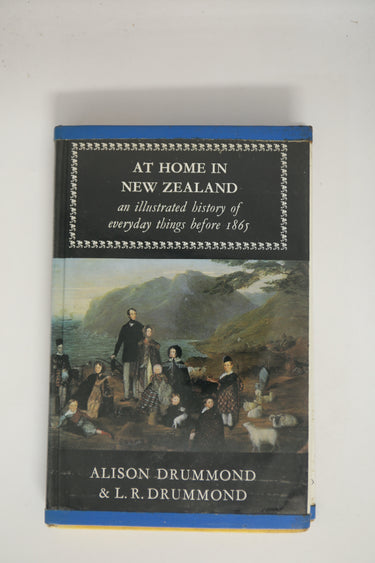 AT HOME IN
NEW ZEALAND
an illustrated history of
everyday things before 1865
ALISON DRUMMOND
& L. R. DRUMMOND